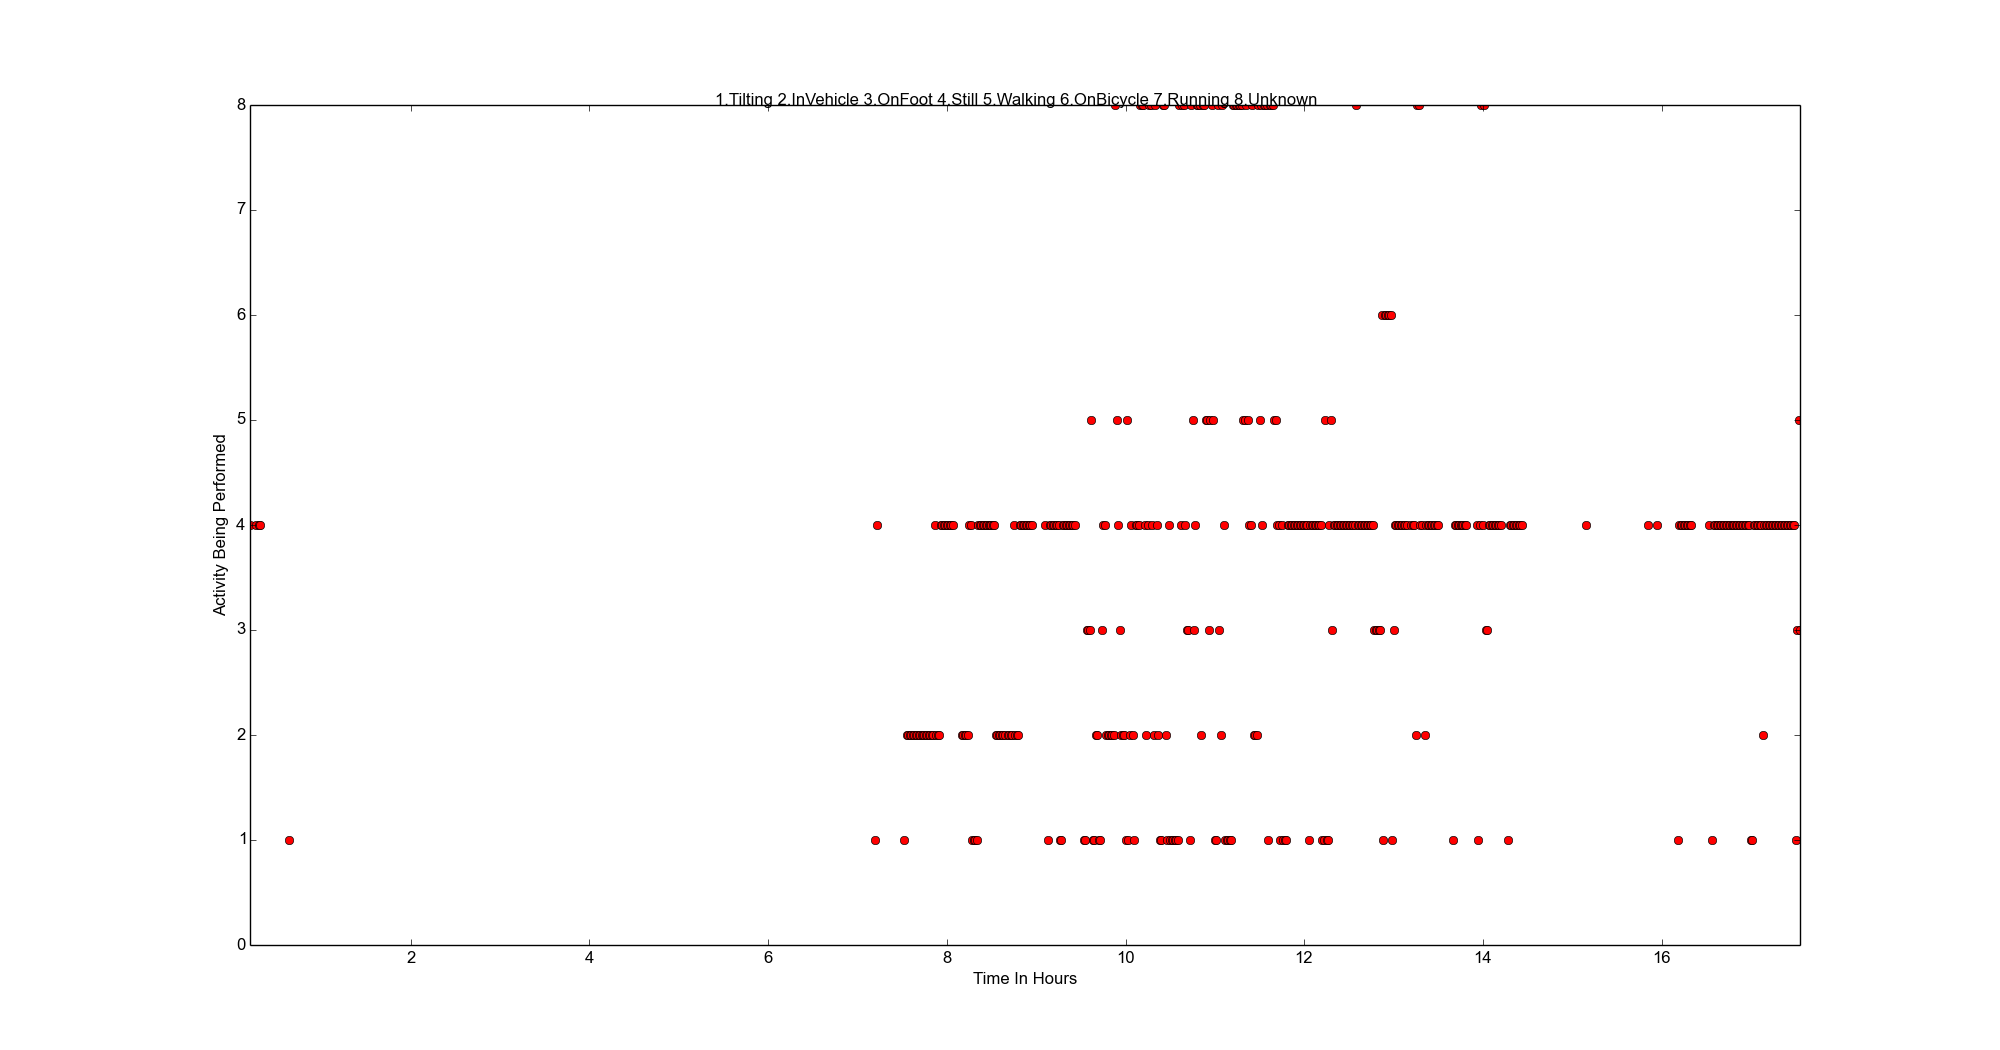 1.Tilting 2.InVehicle 3.OnFoot 4.Still 5.Walking 6.OnBicycle 7.Running 8.Unknown
8
7
6
5
4
3
2
1
0
Activity Being Performed
2 4 6 8 10 12 14 16
Time In Hours